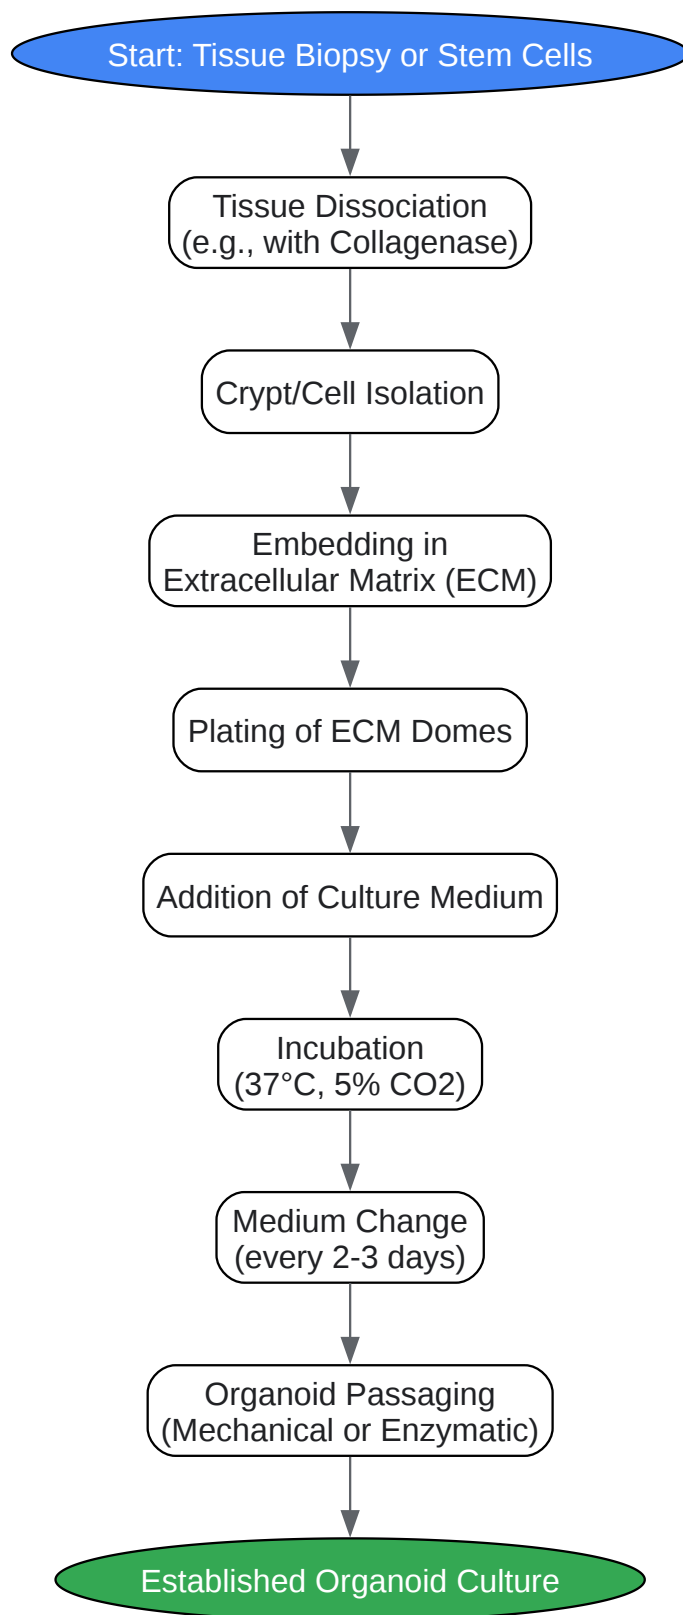 Start: Tissue Biopsy or Stem Cells
Tissue Dissociation
(e.g., with Collagenase)
Crypt/Cell Isolation
Embedding in
Extracellular Matrix (ECM)
Plating of ECM Domes
Addition of Culture Medium
Incubation
(37°C, 5% CO2)
Medium Change
(every 2-3 days)
Organoid Passaging
(Mechanical or Enzymatic)
Established Organoid Culture